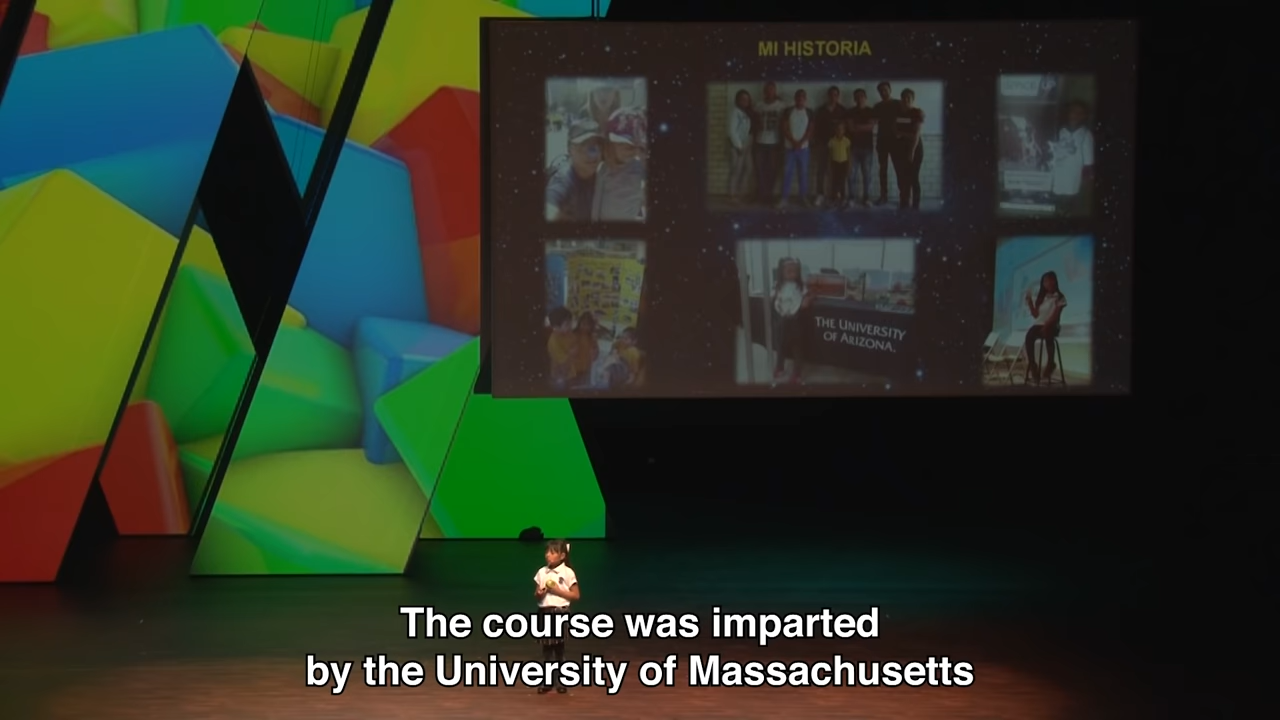 MI HISTORIA
THE UNIVERSITY
OF ARIZONA.
The course was imparted
by the University of Massachusetts